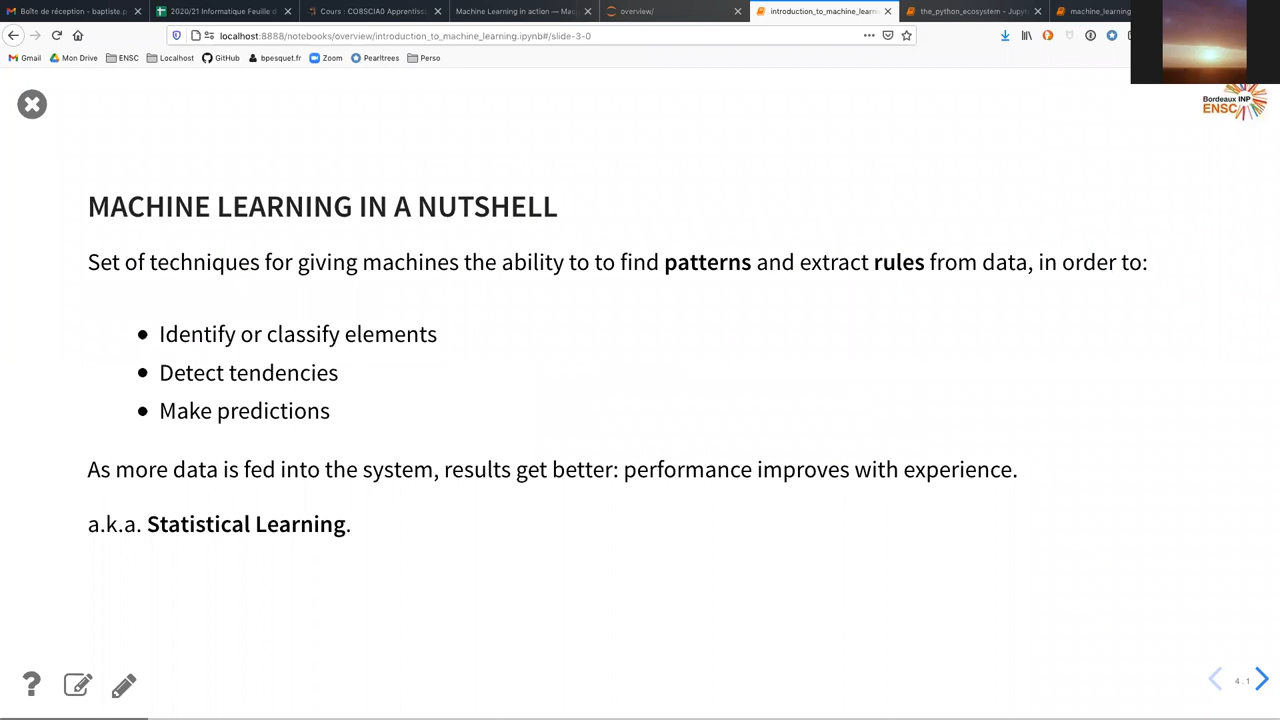 Boîte de réception - baptiste.p
2020/21 Informatique Feuille d
Cours : CO8SCIA0 Apprentiss
Machine Learning in action — Ma
overview/
introduction_to_machine_learni
the_python_ecosystem - Jupyt
machine_learning
localhost:8888/notebooks/overview/introduction_to_machine_learning.ipynb#/slide-3-0
Gmail
Mon Drive
ENSC
Localhost
GitHub
bpesquet.fr
Zoom
Pearltrees
Perso
Bordeaux INP
ENSC
MACHINE LEARNING IN A NUTSHELL
Set of techniques for giving machines the ability to to find patterns and extract rules from data, in order to:
• Identify or classify elements
• Detect tendencies
• Make predictions
As more data is fed into the system, results get better: performance improves with experience.
a.k.a. Statistical Learning.
?
4.1